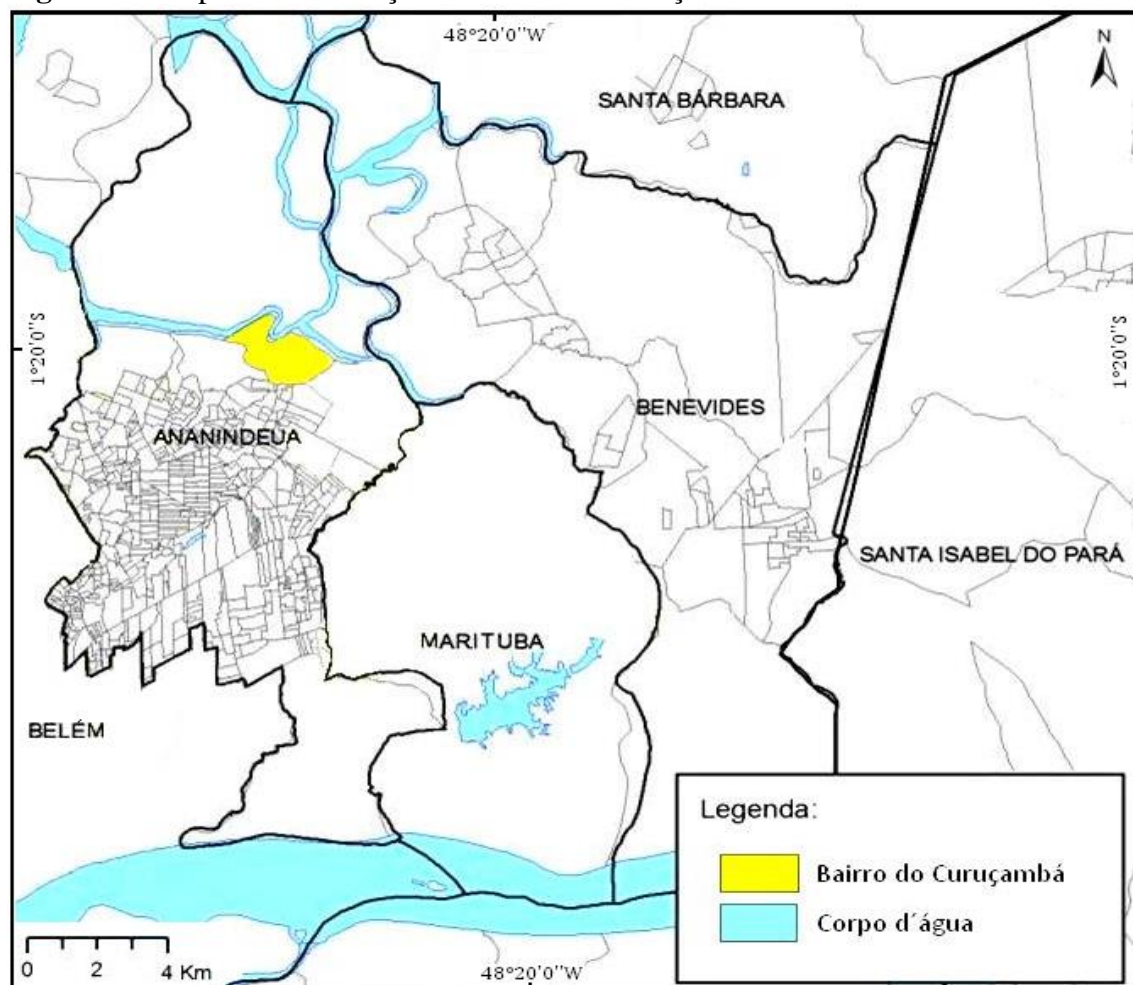 48°20'0"W
N
SANTA BÁRBARA
1°20'0"S
1°20'0"S
BENEVIDES
ANANINDEUA
SANTA ISABEL DO PARÁ
MARITUBA
BELÉM
Legenda:
Bairro do Curuçambá
Corpo d´água
0 2 4 Km
48°20'0"W